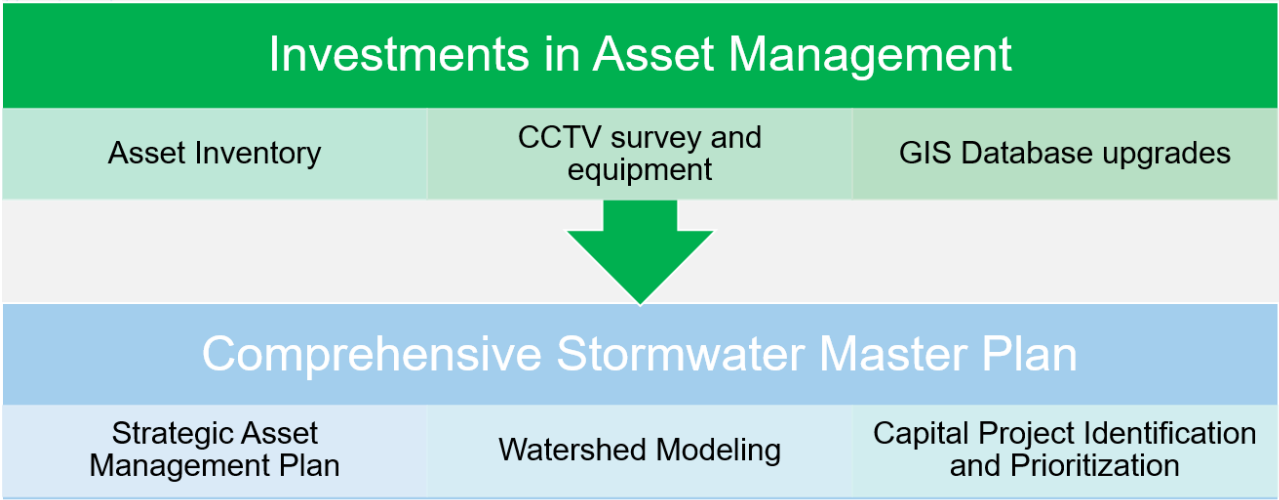 Investments in Asset Management
Asset Inventory
CCTV survey and
equipment
GIS Database upgrades
Comprehensive Stormwater Master Plan
Strategic Asset
Management Plan
Watershed Modeling
Capital Project Identification
and Prioritization